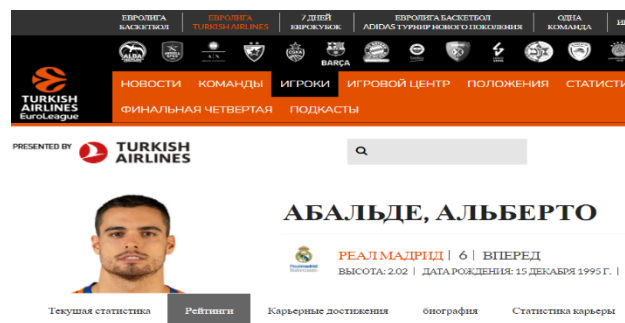 ЕВРОЛИГА БАСКЕТБОЛ
ЕВРОЛИГА TURKISH AIRLINES
7 ДНЕЙ ЕВРОКУБОК
ЕВРОЛИГА БАСКЕТБОЛ ADIDAS ТУРНИР НОВОГО ПОКОЛЕНИЯ
ОДНА КОМАНДА
ALBA
BARÇA
НОВОСТИ КОМАНДЫ ИГРОКИ ИГРОВОЙ ЦЕНТР ПОЛОЖЕНИЯ СТАТИСТИ
ФИНАЛЬНАЯ ЧЕТВЕРТАЯ ПОДКАСТЫ
TURKISH
AIRLINES
EuroLeague
PRESENTED BY TURKISH
AIRLINES
АБАЛЬДЕ, АЛЬБЕРТО
РЕАЛ МАДРИД | 6 | ВПЕРЕД
ВЫСОТА: 2.02 | ДАТА РОЖДЕНИЯ: 15 ДЕКАБРЯ 1995 Г. |
Текущая статистика Рейтинги Карьерные достижения биография Статистика карьеры